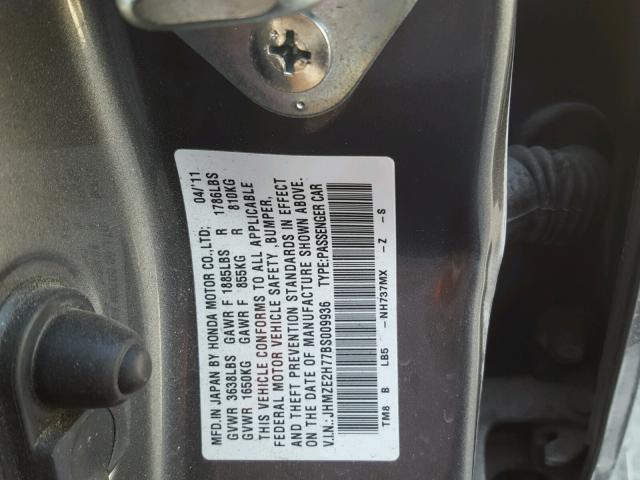 MFD.IN JAPAN BY HONDA MOTOR CO.,LTD; 04/'11
GVWR 3638LBS GAWR F 1885LBS R 1786LBS
GVWR 1650KG GAWR F 855KG R 810KG
THIS VEHICLE CONFORMS TO ALL APPLICABLE
FEDERAL MOTOR VEHICLE SAFETY ,BUMPER,
AND THEFT PREVENTION STANDARDS IN EFFECT
ON THE DATE OF MANUFACTURE SHOWN ABOVE.
V.I.N.: JHMZE2H77BS009936 TYPE:PASSENGER CAR
TM8 B LB5 -NH737MX -Z -S